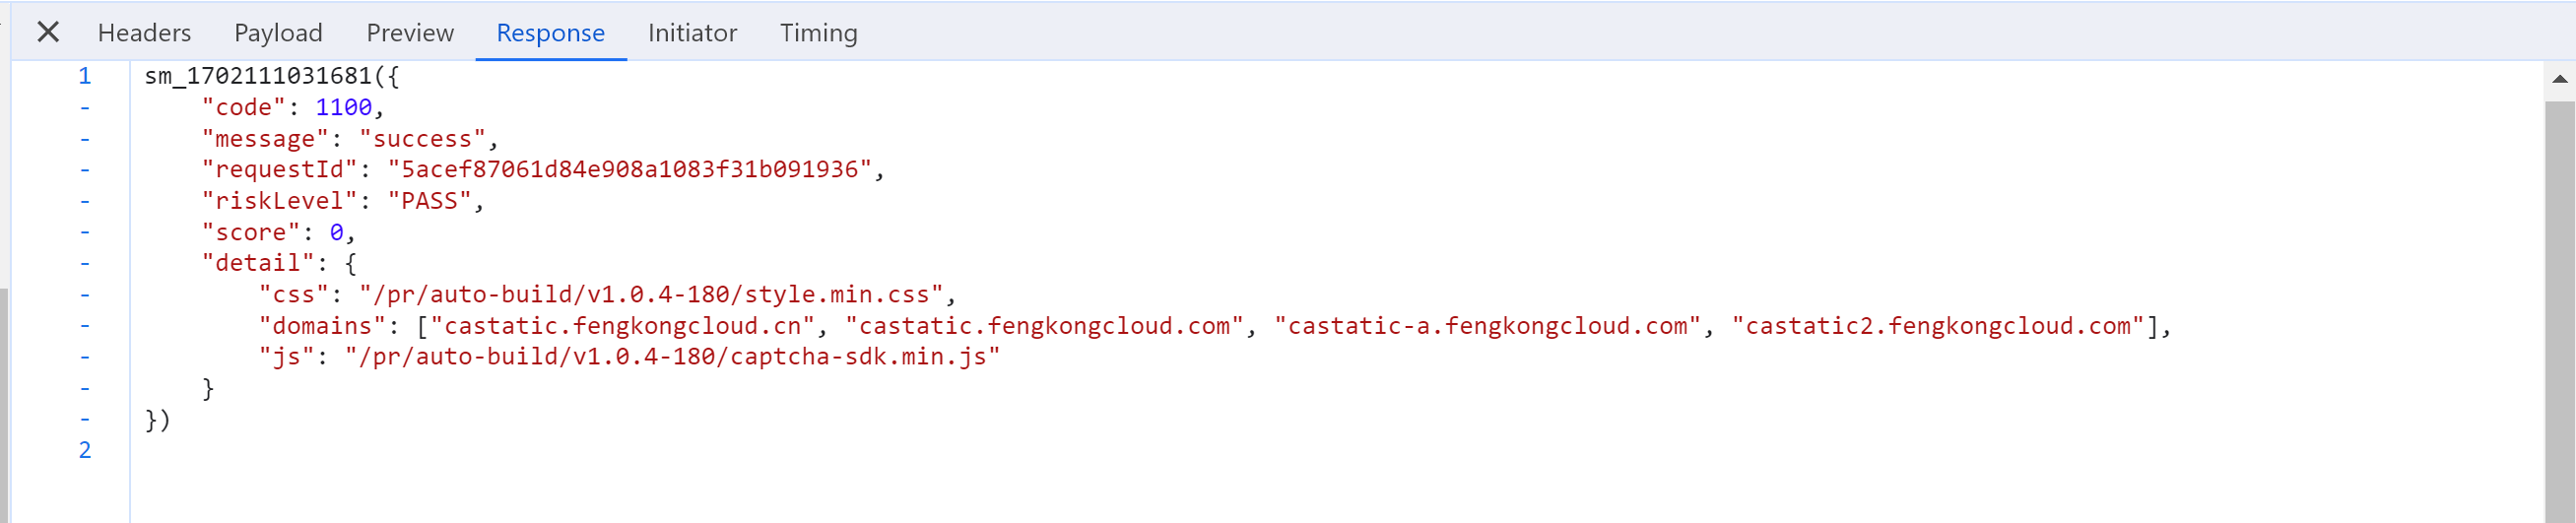 Headers Payload Preview Response Initiator Timing
1 sm_1702111031681({
- "code": 1100,
- "message": "success",
- "requestId": "5acef87061d84e908a1083f31b091936",
- "riskLevel": "PASS",
- "score": 0,
- "detail": {
- "css": "/pr/auto-build/v1.0.4-180/style.min.css",
- "domains": ["castatic.fengkongcloud.cn", "castatic.fengkongcloud.com", "castatic-a.fengkongcloud.com", "castatic2.fengkongcloud.com"],
- "js": "/pr/auto-build/v1.0.4-180/captcha-sdk.min.js"
- }
- })
2